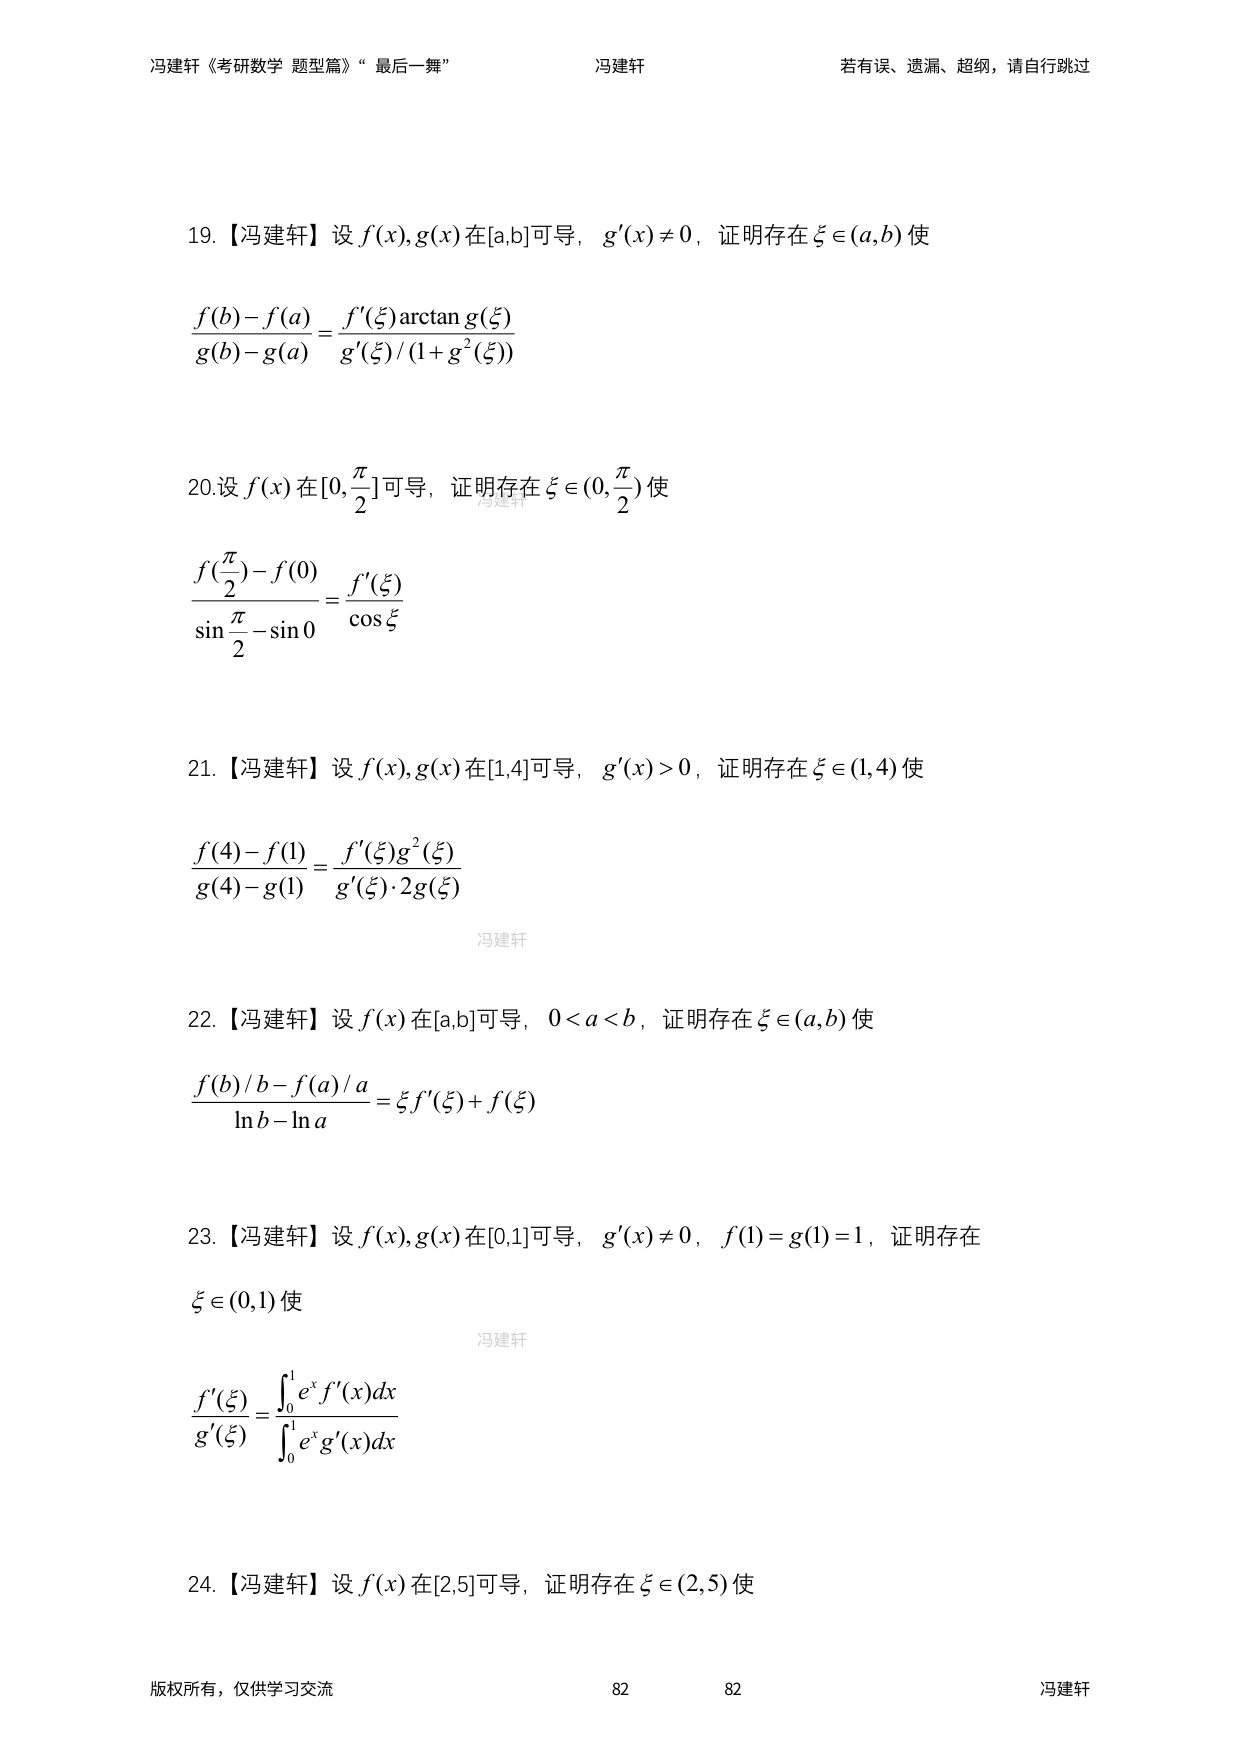 冯建轩《考研数学 题型篇》“ 最后一舞” 冯建轩 若有误、遗漏、超纲，请自行跳过
19.【冯建轩】设 f(x), g(x) 在[a,b]可导， g′(x) ≠ 0， 证明存在 ξ ∈ (a,b) 使
(f(b) − f(a))/(g(b) − g(a)) = (f′(ξ) arctan g(ξ))/(g′(ξ) / (1 + g²(ξ)))
20.设 f(x) 在[0, π/2]可导，证明存在 ξ ∈ (0, π/2) 使
冯建轩
(f(π/2) − f(0))/(sin π/2 − sin 0) = f′(ξ)/cos ξ
21.【冯建轩】设 f(x), g(x) 在[1,4]可导， g′(x) > 0， 证明存在 ξ ∈ (1,4) 使
(f(4) − f(1))/(g(4) − g(1)) = (f′(ξ)g²(ξ))/(g′(ξ)·2g(ξ))
冯建轩
22.【冯建轩】设 f(x) 在[a,b]可导， 0 < a < b， 证明存在 ξ ∈ (a,b) 使
(f(b) / b − f(a) / a)/(ln b − ln a) = ξ f′(ξ) + f(ξ)
23.【冯建轩】设 f(x), g(x) 在[0,1]可导， g′(x) ≠ 0， f(1) = g(1) = 1， 证明存在
ξ ∈ (0,1) 使
冯建轩
f′(ξ)/g′(ξ) = (∫₀¹ eˣ f′(x)dx)/(∫₀¹ eˣ g′(x)dx)
24.【冯建轩】设 f(x) 在[2,5]可导，证明存在 ξ ∈ (2,5) 使
版权所有，仅供学习交流 82 82 冯建轩